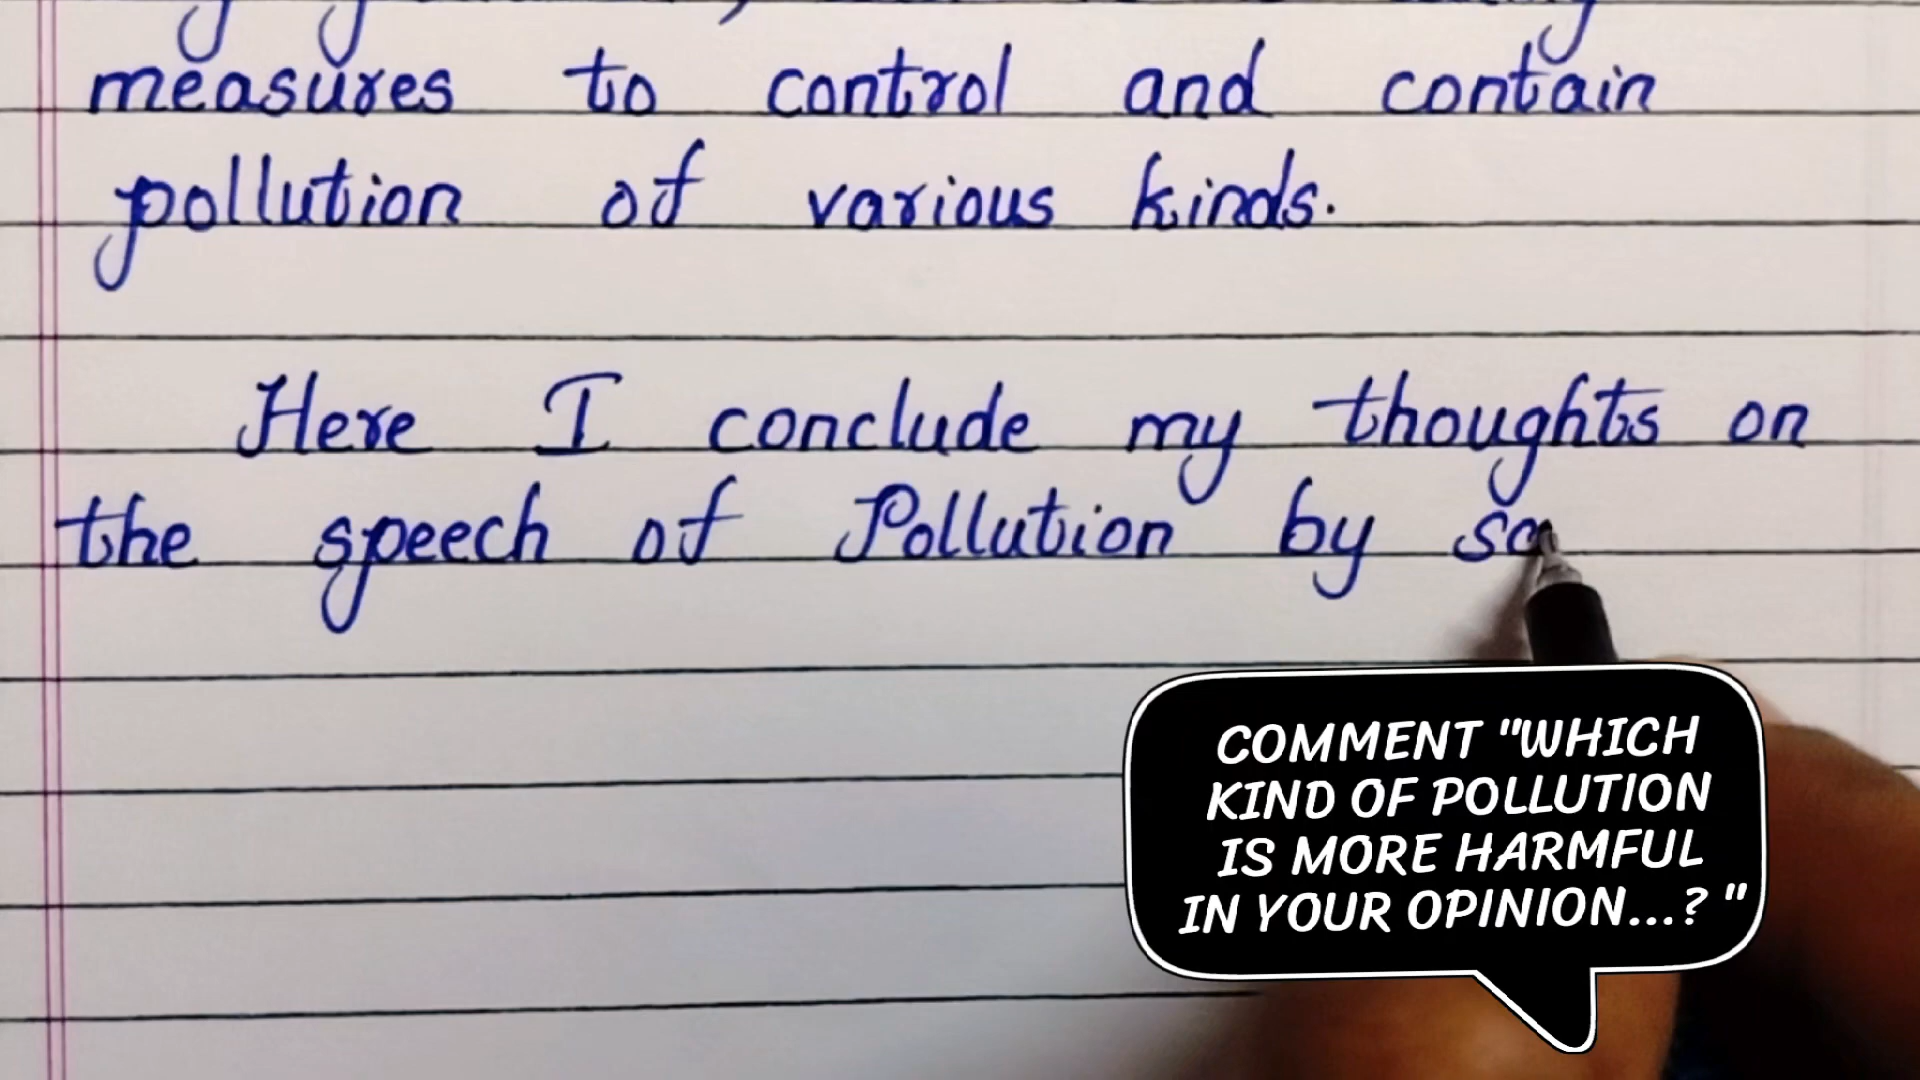 measures to control and contain
pollution of various kinds.
Here I conclude my thoughts on
the speech of Pollution by sa
COMMENT "WHICH
KIND OF POLLUTION
IS MORE HARMFUL
IN YOUR OPINION...? "